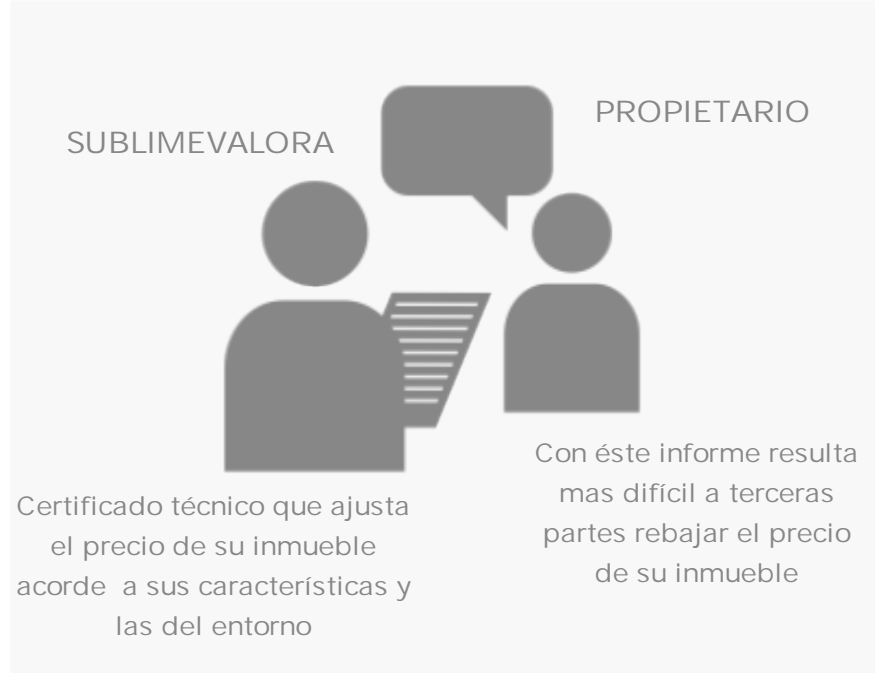 SUBLIMEVALORA
PROPIETARIO
Certificado técnico que ajusta
el precio de su inmueble
acorde a sus características y
las del entorno
Con éste informe resulta
mas difícil a terceras
partes rebajar el precio
de su inmueble